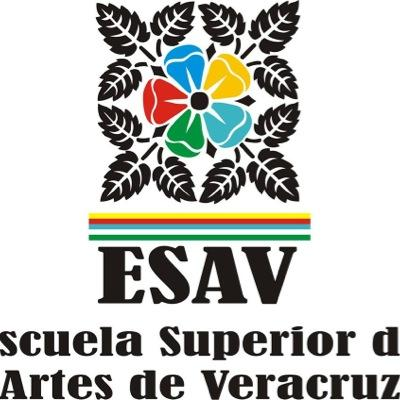 ESAV
scuela Superior d
Artes de Veracruz